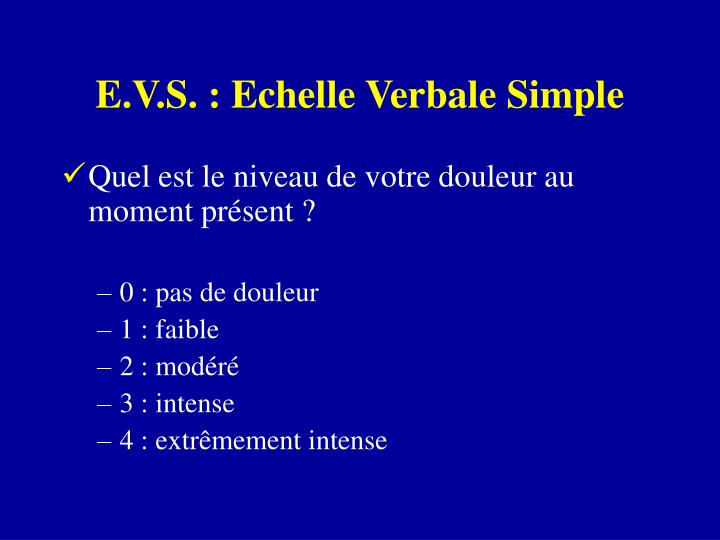 E.V.S. : Echelle Verbale Simple
✓Quel est le niveau de votre douleur au
moment présent ?
– 0 : pas de douleur
– 1 : faible
– 2 : modéré
– 3 : intense
– 4 : extrêmement intense